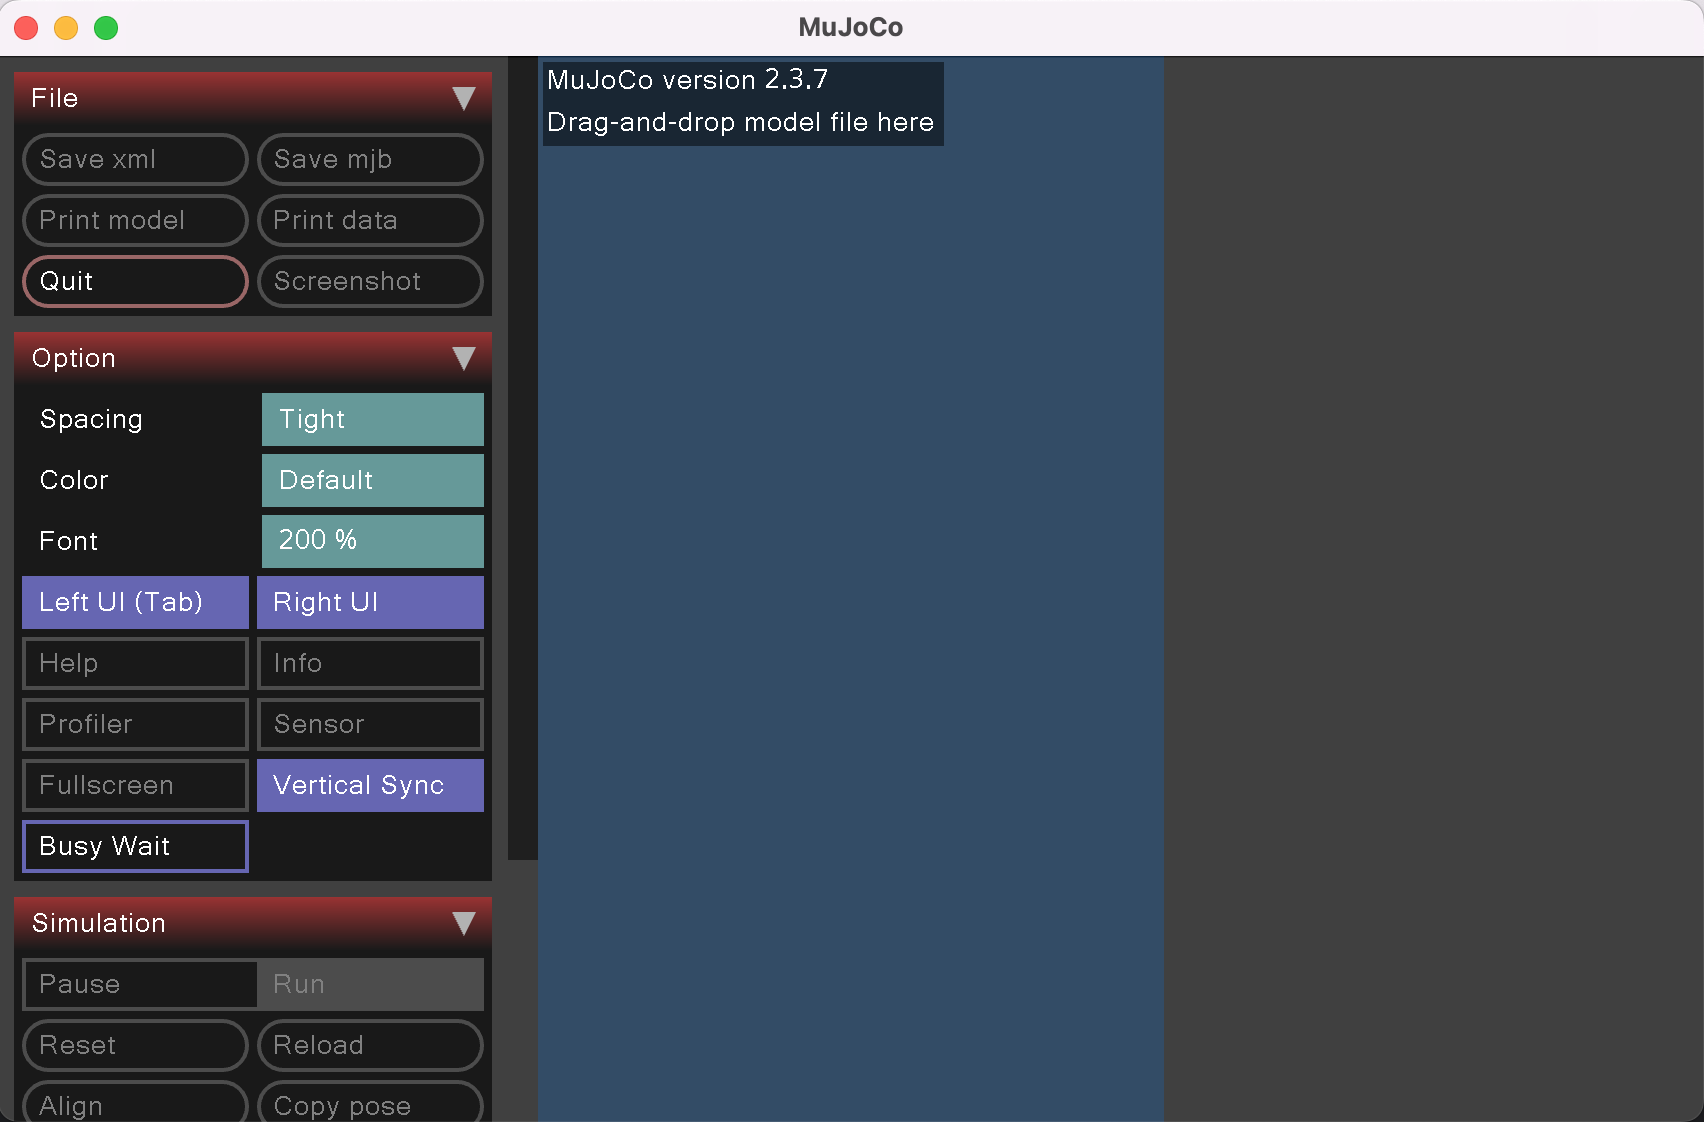 MuJoCo
File
Save xml
Save mjb
Print model
Print data
Quit
Screenshot
Option
Spacing
Tight
Color
Default
Font
200 %
Left UI (Tab)
Right UI
Help
Info
Profiler
Sensor
Fullscreen
Vertical Sync
Busy Wait
Simulation
Pause
Run
Reset
Reload
Align
Copy pose
MuJoCo version 2.3.7
Drag-and-drop model file here